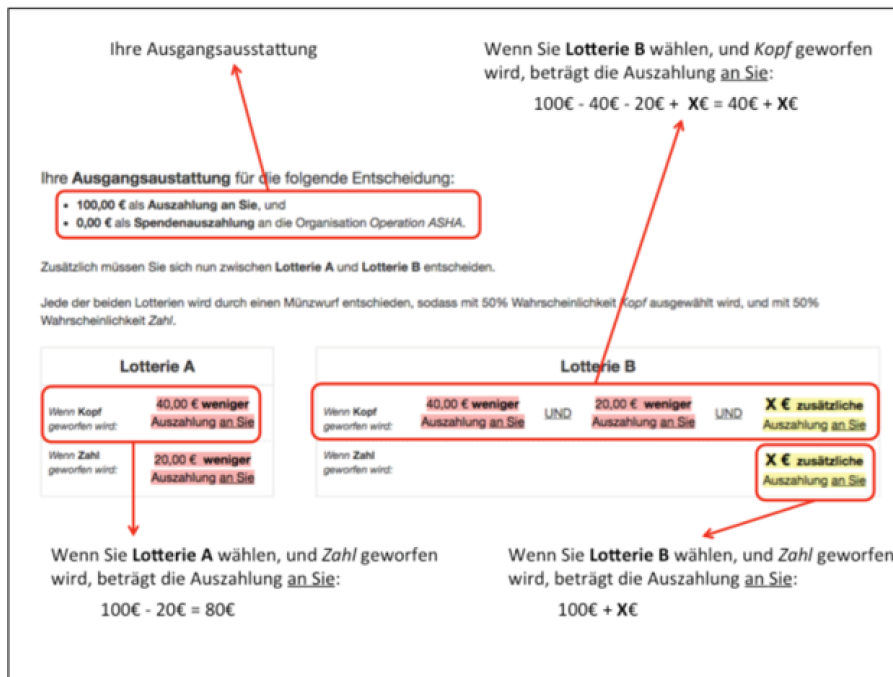 Ihre Ausgangsausstattung
Wenn Sie Lotterie B wählen, und Kopf geworfen
wird, beträgt die Auszahlung an Sie:
100€ - 40€ - 20€ + X€ = 40€ + X€
Ihre Ausgangsaustattung für die folgende Entscheidung:
• 100,00 € als Auszahlung an Sie, und
• 0,00 € als Spendenauszahlung an die Organisation Operation ASHA.
Zusätzlich müssen Sie sich nun zwischen Lotterie A und Lotterie B entscheiden.
Jede der beiden Lotterien wird durch einen Münzwurf entschieden, sodass mit 50% Wahrscheinlichkeit Kopf ausgewählt wird, und mit 50%
Wahrscheinlichkeit Zahl.
Lotterie A
Wenn Kopf
geworfen wird:
40,00 € weniger
Auszahlung an Sie
Wenn Zahl
geworfen wird:
20,00 € weniger
Auszahlung an Sie
Lotterie B
Wenn Kopf
geworfen wird:
40,00 € weniger
Auszahlung an Sie
UND
20,00 € weniger
Auszahlung an Sie
UND
X € zusätzliche
Auszahlung an Sie
Wenn Zahl
geworfen wird:
X € zusätzliche
Auszahlung an Sie
Wenn Sie Lotterie A wählen, und Zahl geworfen
wird, beträgt die Auszahlung an Sie:
100€ - 20€ = 80€
Wenn Sie Lotterie B wählen, und Zahl geworfen
wird, beträgt die Auszahlung an Sie:
100€ + X€